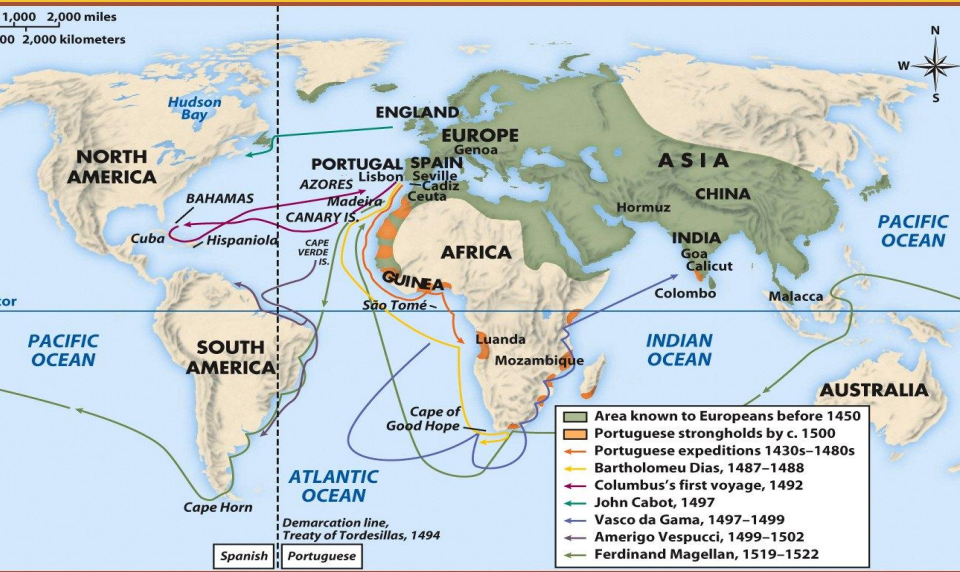 1,000 2,000 miles
00 2,000 kilometers
N
W
S
Hudson
Bay
ENGLAND
EUROPE
Genoa
NORTH
AMERICA
ASIA
PORTUGAL
SPAIN
Lisbon
Seville
Cadiz
Ceuta
AZORES
Madeira
CHINA
BAHAMAS
CANARY IS.
Hormuz
PACIFIC
OCEAN
Cuba
Hispaniola
CAPE
VERDE
IS.
AFRICA
INDIA
Goa
Calicut
GUINEA
Colombo
Malacca
São Tomé
tor
PACIFIC
OCEAN
SOUTH
AMERICA
Luanda
Mozambique
INDIAN
OCEAN
AUSTRALIA
Cape of
Good Hope
ATLANTIC
OCEAN
Cape Horn
Demarcation line,
Treaty of Tordesillas, 1494
Spanish
Portuguese
Area known to Europeans before 1450
Portuguese strongholds by c. 1500
Portuguese expeditions 1430s–1480s
Bartholomeu Dias, 1487–1488
Columbus's first voyage, 1492
John Cabot, 1497
Vasco da Gama, 1497–1499
Amerigo Vespucci, 1499–1502
Ferdinand Magellan, 1519–1522